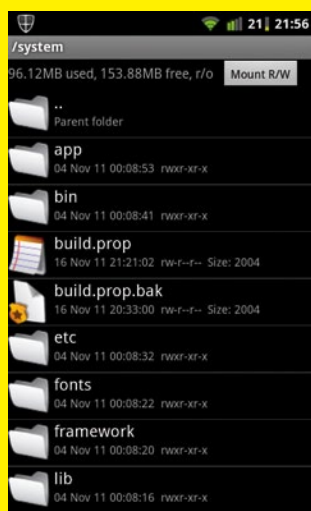 21 21:56
/system
96.12MB used, 153.88MB free, r/o Mount R/W
..
Parent folder
app
04 Nov 11 00:08:53 rwxr-xr-x
bin
04 Nov 11 00:08:41 rwxr-xr-x
build.prop
16 Nov 11 21:21:02 rw-r--r-- Size: 2004
build.prop.bak
16 Nov 11 20:33:00 rw-r--r-- Size: 2004
etc
04 Nov 11 00:08:32 rwxr-xr-x
fonts
04 Nov 11 00:08:22 rwxr-xr-x
framework
04 Nov 11 00:08:20 rwxr-xr-x
lib
04 Nov 11 00:08:16 rwxr-xr-x